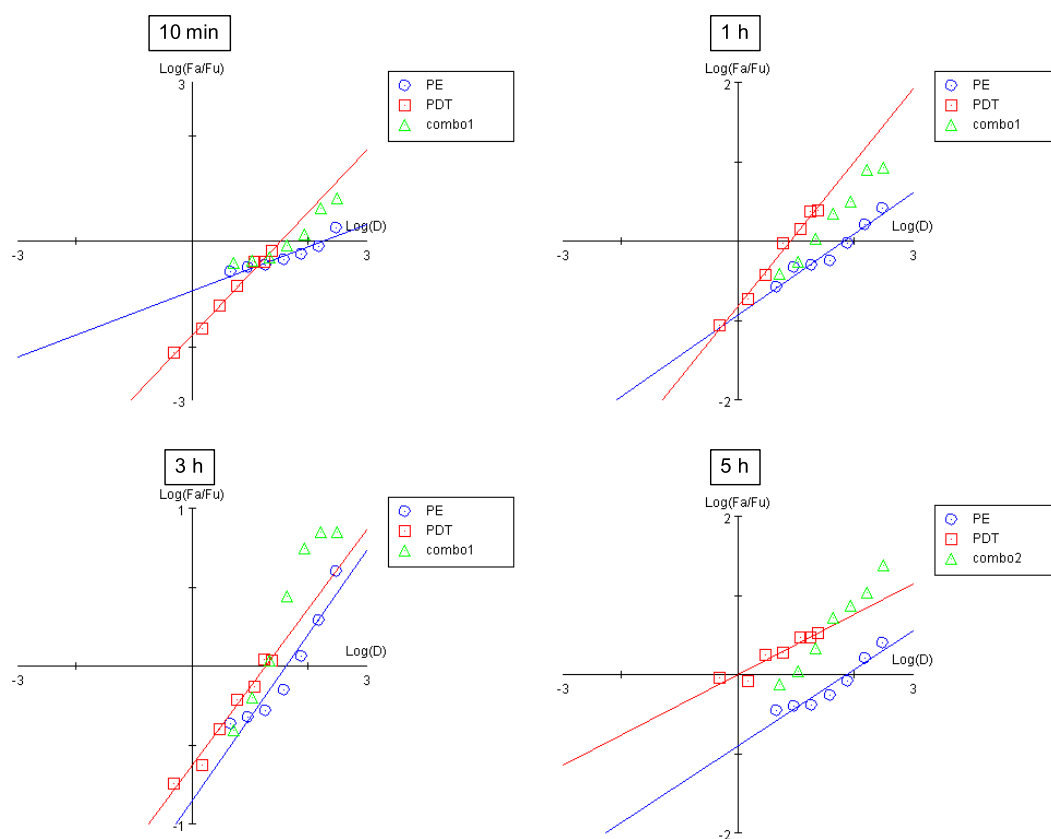 10 min
Log(Fa/Fu)
3
PE
PDT
combo1
Log(D)
-3
3
-3
1 h
Log(Fa/Fu)
2
PE
PDT
combo1
Log(D)
-3
3
-2
3 h
Log(Fa/Fu)
1
PE
PDT
combo1
Log(D)
-3
3
-1
5 h
Log(Fa/Fu)
2
PE
PDT
combo2
Log(D)
-3
3
-2